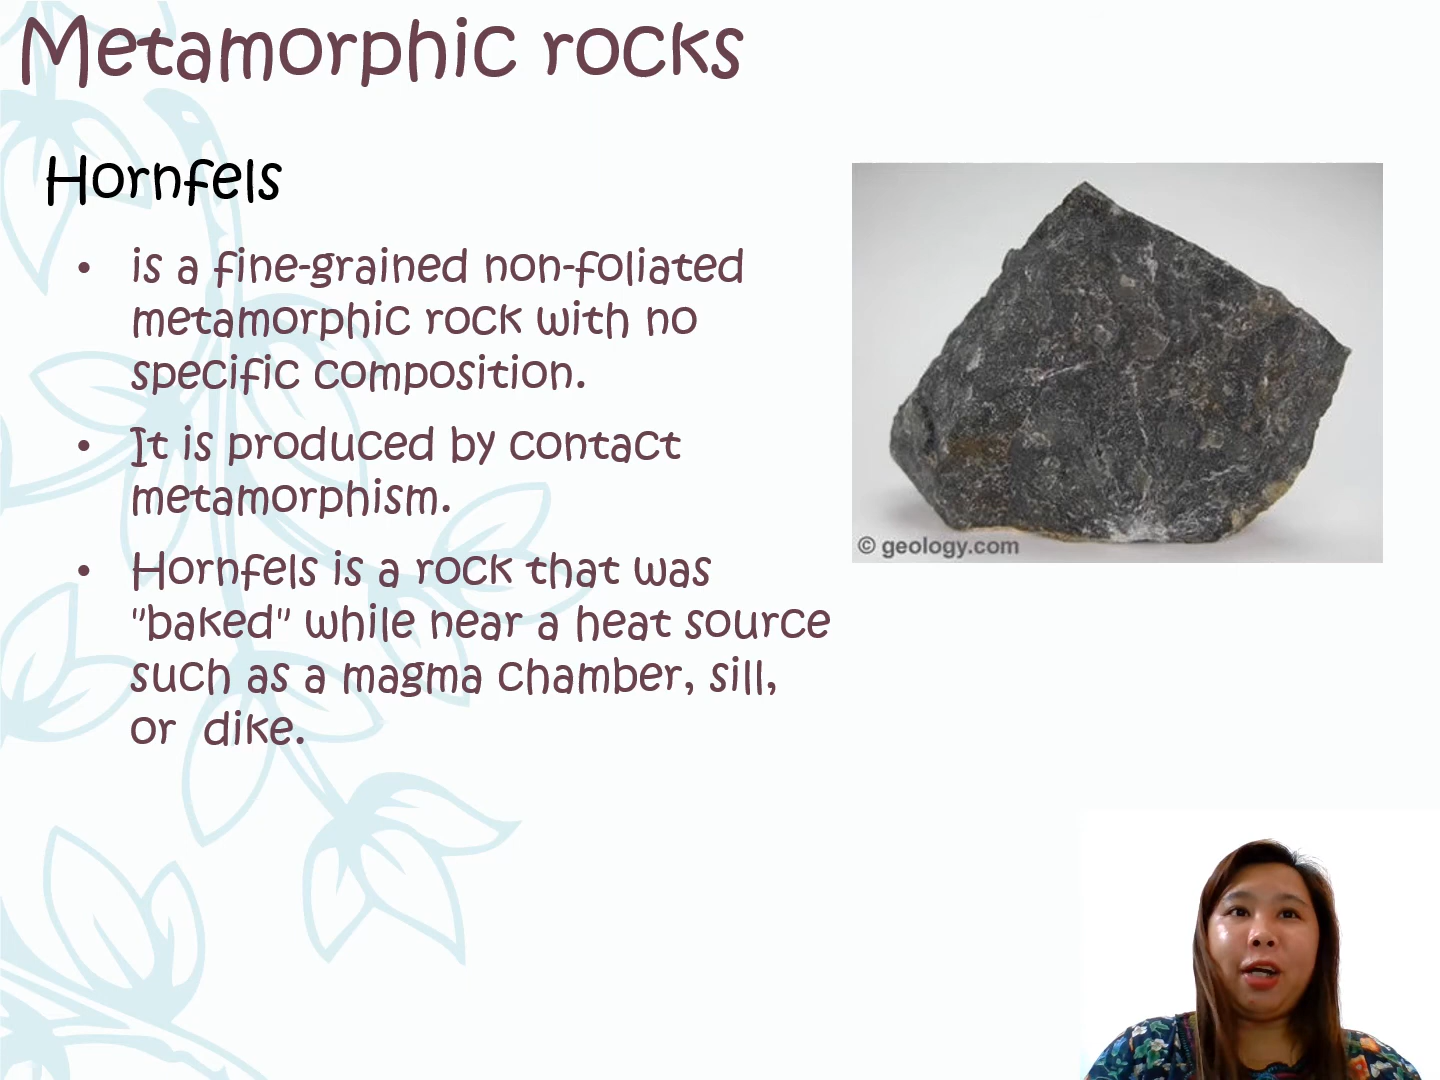 Metamorphic rocks
Hornfels
• is a fine-grained non-foliated
metamorphic rock with no
specific composition.
• It is produced by contact
metamorphism.
• Hornfels is a rock that was
"baked" while near a heat source
such as a magma chamber, sill,
or dike.
© geology.com